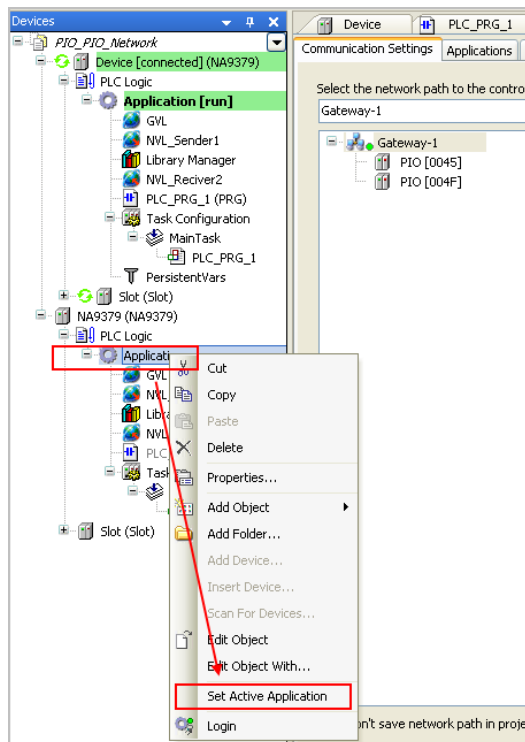 Devices
PIO_PIO_Network
Device [connected] (NA9379)
PLC Logic
Application [run]
GVL
NVL_Sender1
Library Manager
NVL_Reciver2
PLC_PRG_1 (PRG)
Task Configuration
MainTask
PLC_PRG_1
PersistentVars
Slot (Slot)
NA9379 (NA9379)
PLC Logic
Applicati
GVL
NVL_
Libra
NVL
PLC_
Task
Slot (Slot)
Cut
Copy
Paste
Delete
Properties...
Add Object
Add Folder...
Add Device...
Insert Device...
Scan For Devices...
Edit Object
Edit Object With...
Set Active Application
Login
Device
PLC_PRG_1
Communication Settings
Applications
Select the network path to the contro
Gateway-1
Gateway-1
PIO [0045]
PIO [004F]
on't save network path in proje